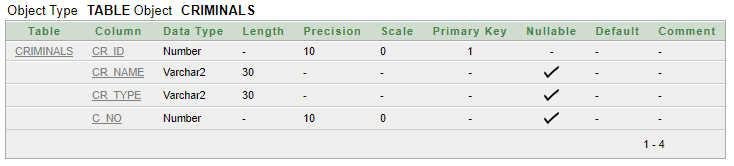 Object Type TABLE Object CRIMINALS
Table Column Data Type Length Precision Scale Primary Key Nullable Default Comment
CRIMINALS CR_ID Number - 10 0 1 - - -
CR_NAME Varchar2 30 - - - ✓ - -
CR_TYPE Varchar2 30 - - - ✓ - -
C_NO Number - 10 0 - ✓ - -
1 - 4